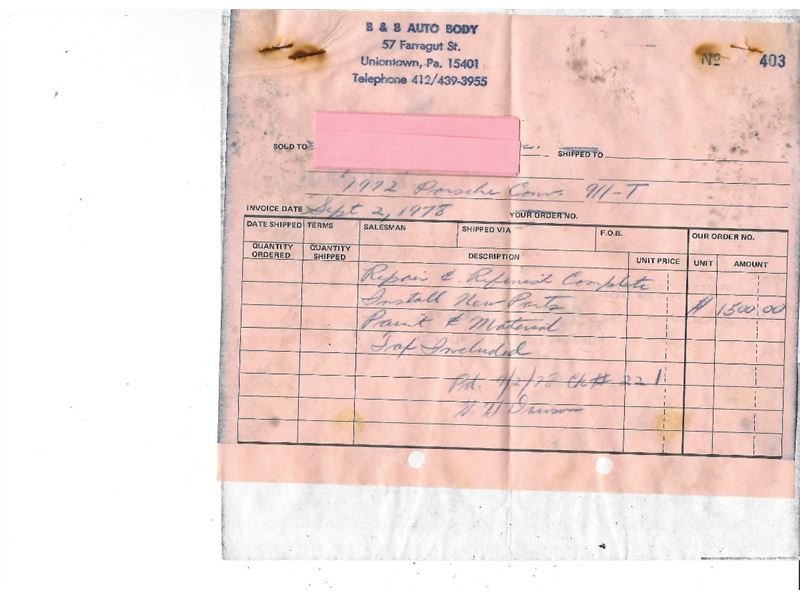 B & B AUTO BODY
57 Farragut St.
Uniontown, Pa. 15401
Telephone 412/439-3955
No 403
SOLD TO
SHIPPED TO
1972 Porsche Conv. 911-T
INVOICE DATE Sept 2, 1978 YOUR ORDER NO.
DATE SHIPPED TERMS SALESMAN SHIPPED VIA F.O.B. OUR ORDER NO.
QUANTITY ORDERED QUANTITY SHIPPED DESCRIPTION UNIT PRICE UNIT AMOUNT
Repair & Refinish Complete
Install New Parts # 1500.00
Paint & Material
Tax Included
Pd. 9/2/78 Ch# 221